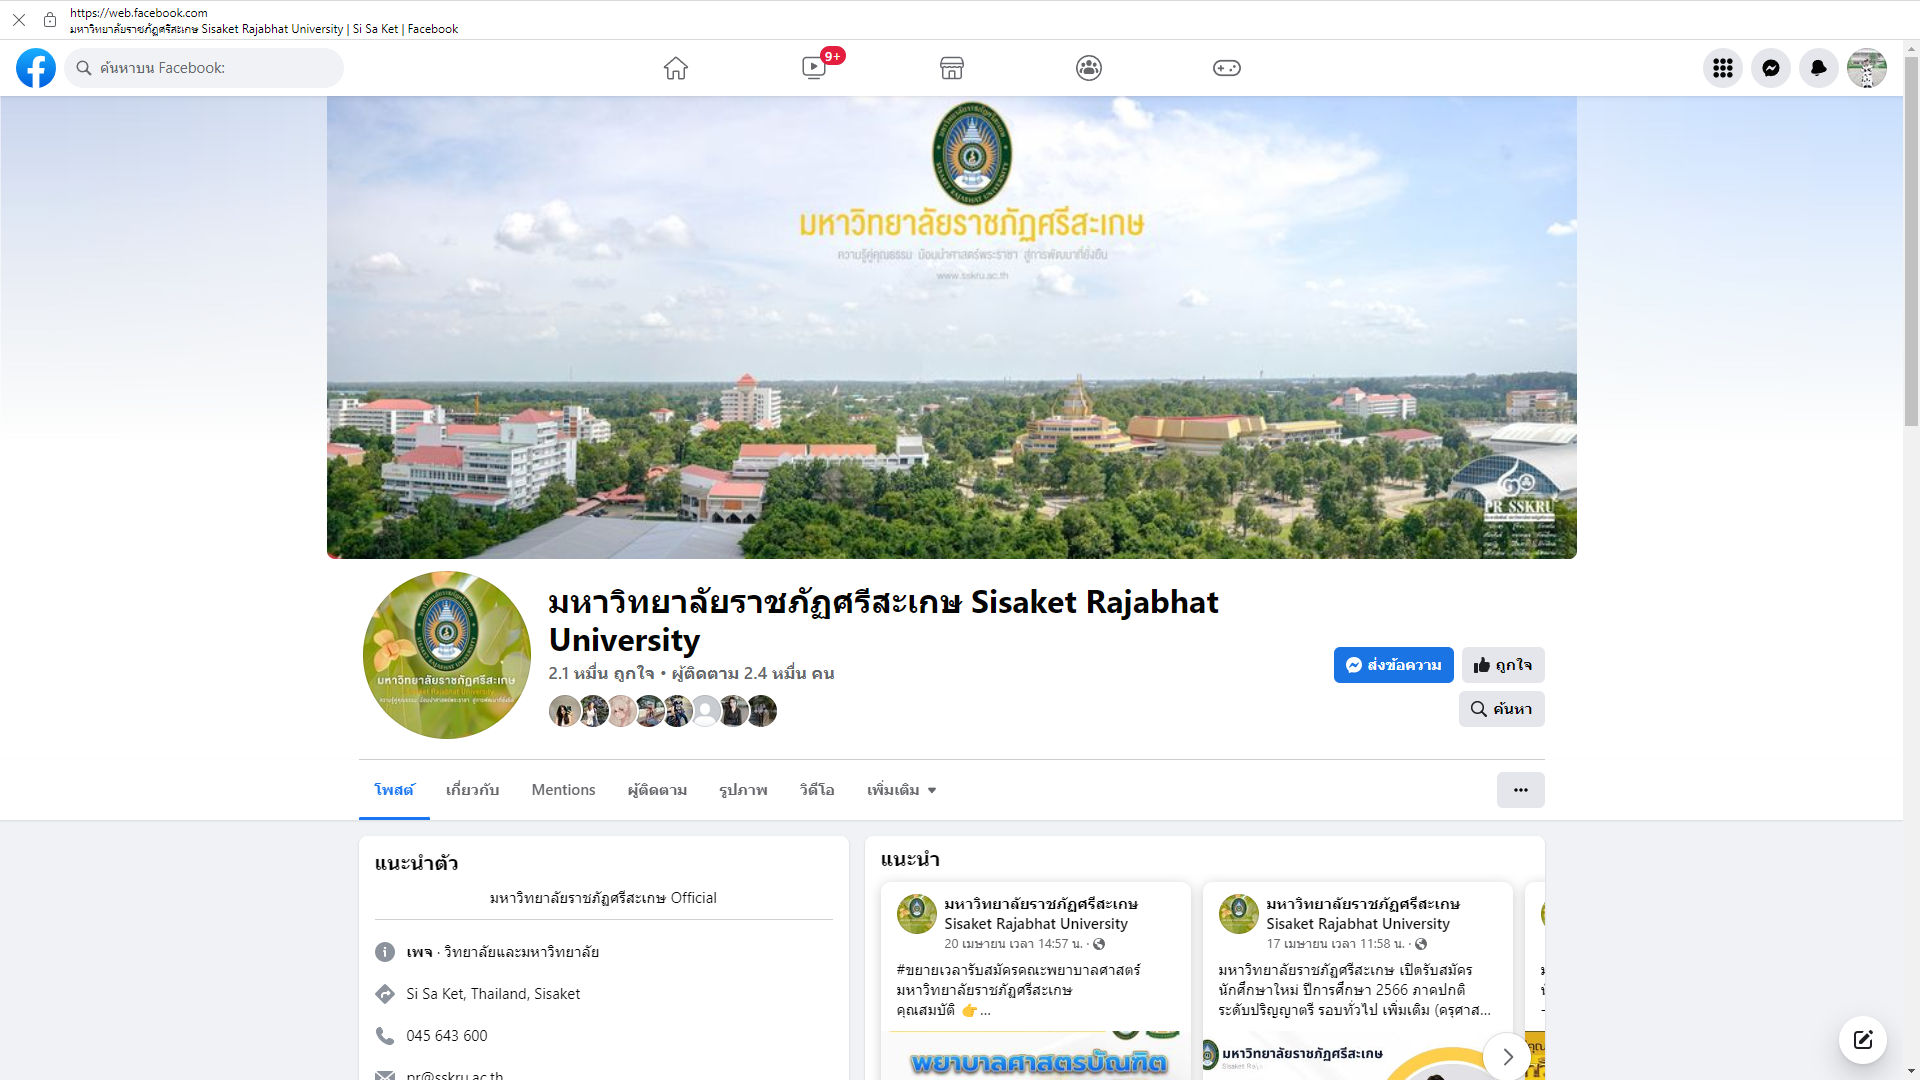 https://web.facebook.com
มหาวิทยาลัยราชภัฏศรีสะเกษ Sisaket Rajabhat University | Si Sa Ket | Facebook
ค้นหาบน Facebook:
9+
SISAKET RAJABHAT UNIVERSITY
มหาวิทยาลัยราชภัฏศรีสะเกษ
ความรู้คู่คุณธรรม น้อมนำศาสตร์พระราชา สู่การพัฒนาที่ยั่งยืน
www.sskru.ac.th
PR SSKRU
มหาวิทยาลัยราชภัฏศรีสะเกษ
Sisaket Rajabhat University
มหาวิทยาลัยราชภัฏศรีสะเกษ Sisaket Rajabhat
University
2.1 หมื่น ถูกใจ • ผู้ติดตาม 2.4 หมื่น คน
ส่งข้อความ
ถูกใจ
ค้นหา
โพสต์
เกี่ยวกับ
Mentions
ผู้ติดตาม
รูปภาพ
วิดีโอ
เพิ่มเติม
แนะนำตัว
มหาวิทยาลัยราชภัฏศรีสะเกษ Official
เพจ · วิทยาลัยและมหาวิทยาลัย
Si Sa Ket, Thailand, Sisaket
045 643 600
pr@sskru.ac.th
แนะนำ
มหาวิทยาลัยราชภัฏศรีสะเกษ
Sisaket Rajabhat University
20 เมษายน เวลา 14:57 น. ·
#ขยายเวลารับสมัครคณะพยาบาลศาสตร์
มหาวิทยาลัยราชภัฏศรีสะเกษ
คุณสมบัติ 👉 ...
พยาบาลศาสตรบัณฑิต
มหาวิทยาลัยราชภัฏศรีสะเกษ
Sisaket Rajabhat University
17 เมษายน เวลา 11:58 น. ·
มหาวิทยาลัยราชภัฏศรีสะเกษ เปิดรับสมัคร
นักศึกษาใหม่ ปีการศึกษา 2566 ภาคปกติ
ระดับปริญญาตรี รอบทั่วไป เพิ่มเติม (ครุศาส...
มหาวิทยาลัยราชภัฏศรีสะเกษ